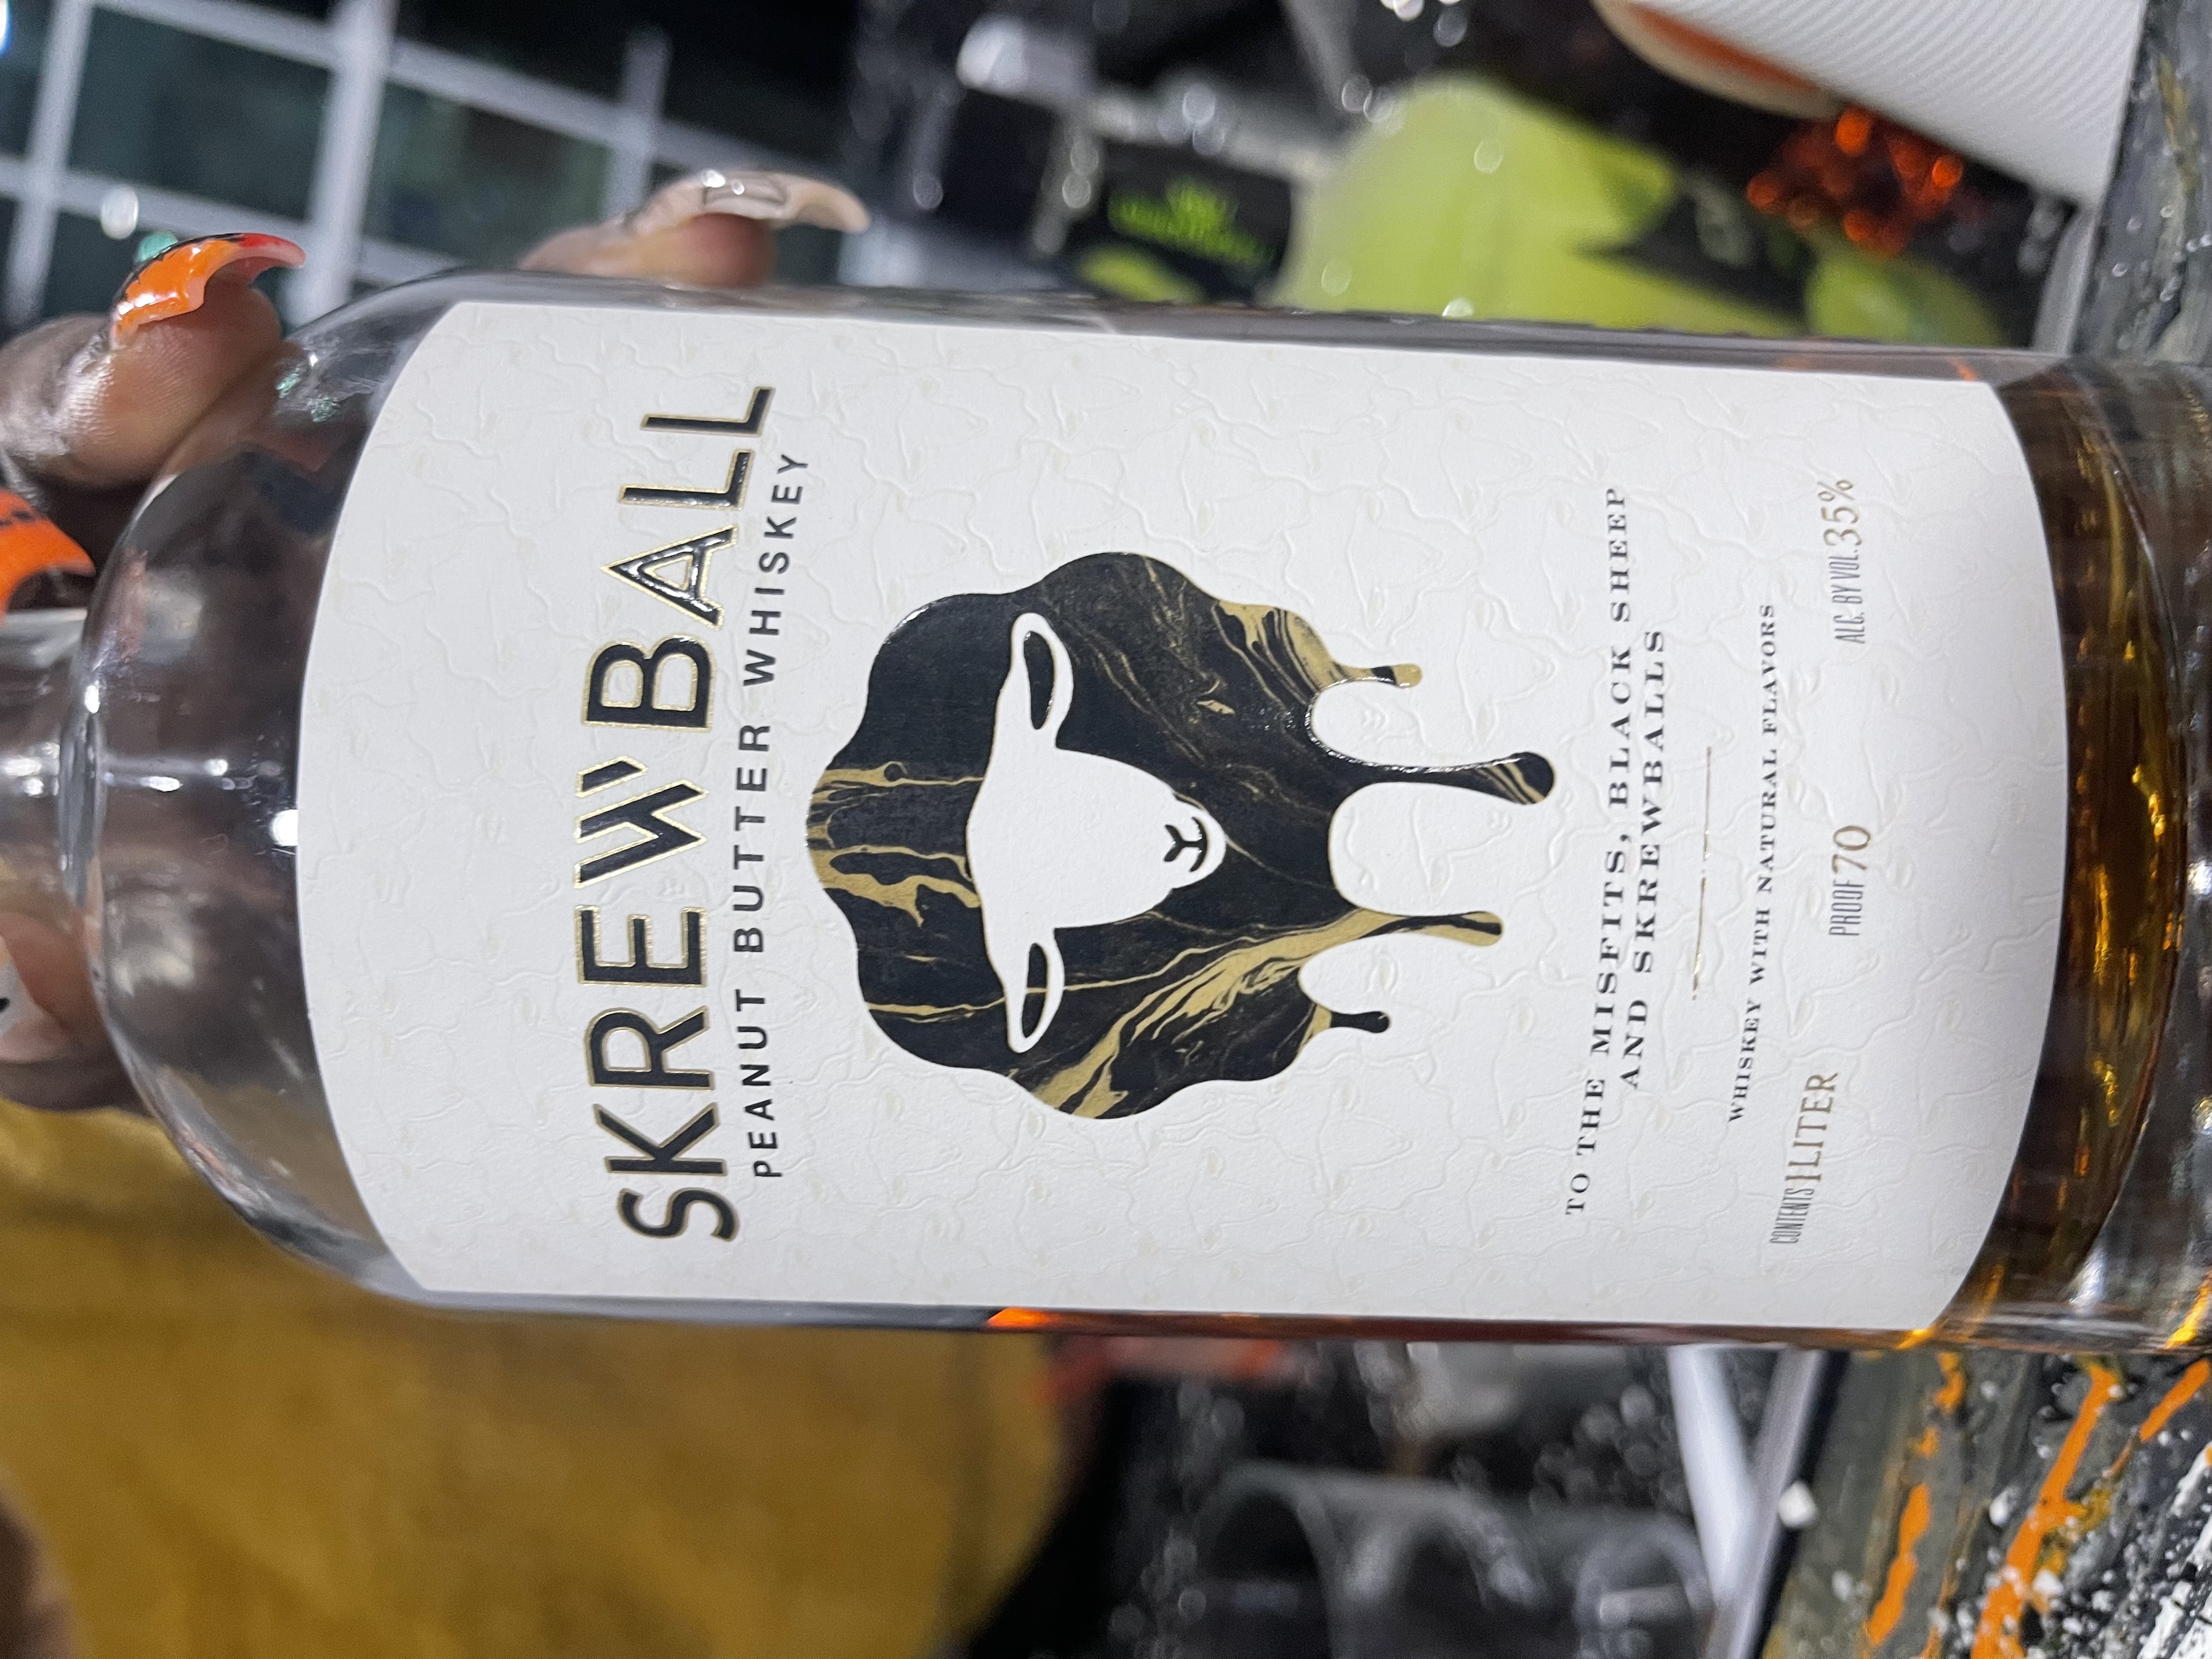 SKREWBALL
PEANUT BUTTER WHISKEY
TO THE MISFITS, BLACK SHEEP
AND SKREWBALLS
WHISKEY WITH NATURAL FLAVORS
CONTENTS 1 LITER PROOF 70 ALC. BY VOL. 35%